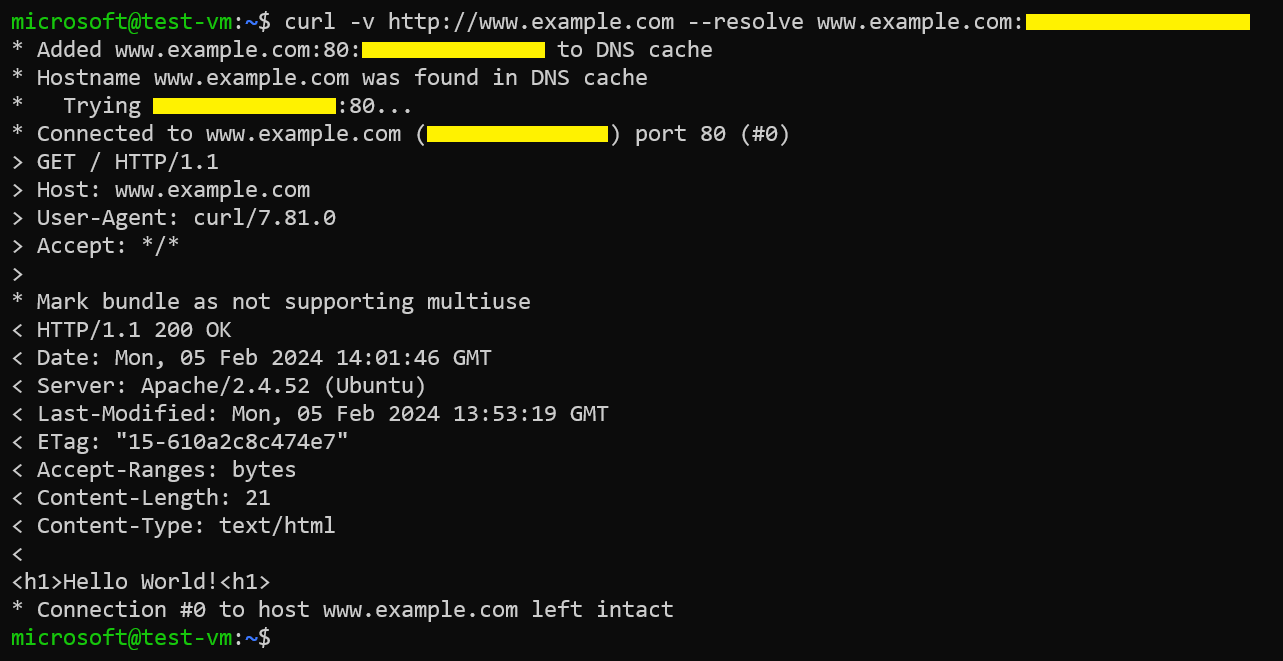 microsoft@test-vm:~$ curl -v http://www.example.com --resolve www.example.com:
* Added www.example.com:80: to DNS cache
* Hostname www.example.com was found in DNS cache
*   Trying :80...
* Connected to www.example.com () port 80 (#0)
> GET / HTTP/1.1
> Host: www.example.com
> User-Agent: curl/7.81.0
> Accept: */*
>
* Mark bundle as not supporting multiuse
< HTTP/1.1 200 OK
< Date: Mon, 05 Feb 2024 14:01:46 GMT
< Server: Apache/2.4.52 (Ubuntu)
< Last-Modified: Mon, 05 Feb 2024 13:53:19 GMT
< ETag: "15-610a2c8c474e7"
< Accept-Ranges: bytes
< Content-Length: 21
< Content-Type: text/html
<
<h1>Hello World!<h1>
* Connection #0 to host www.example.com left intact
microsoft@test-vm:~$